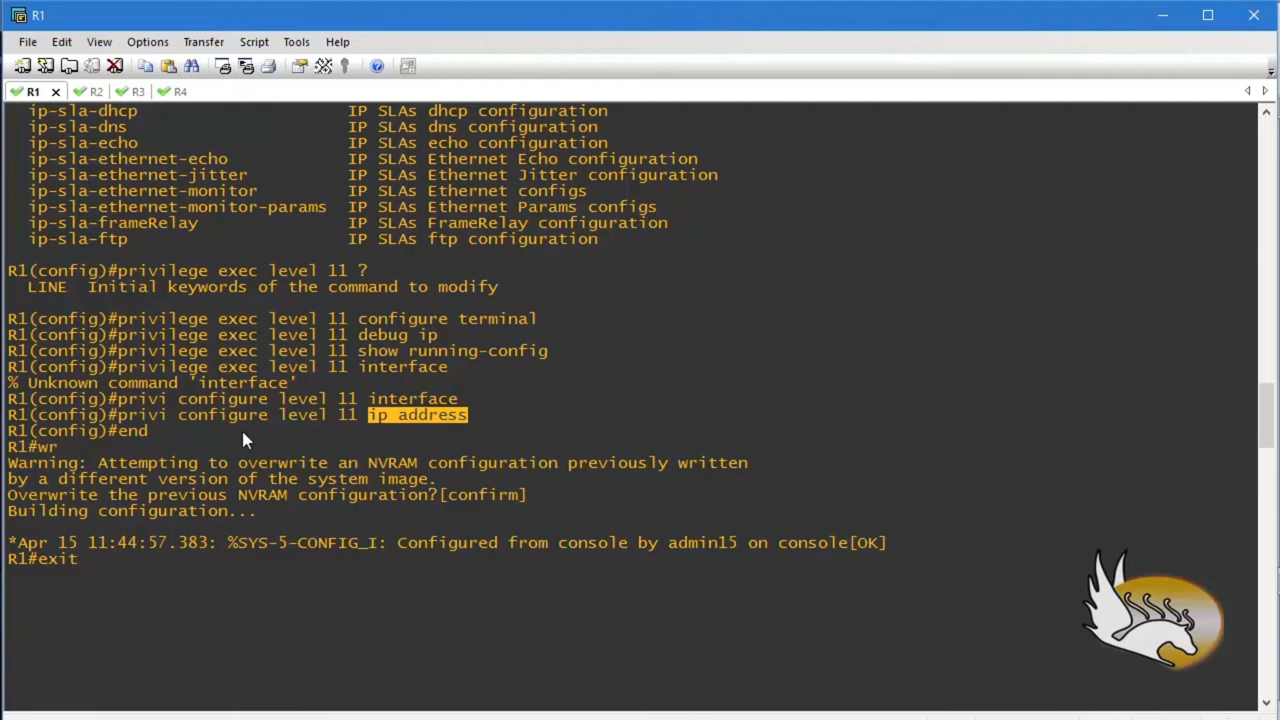 R1
File Edit View Options Transfer Script Tools Help
R1 R2 R3 R4
ip-sla-dhcp IP SLAs dhcp configuration
ip-sla-dns IP SLAs dns configuration
ip-sla-echo IP SLAs echo configuration
ip-sla-ethernet-echo IP SLAs Ethernet Echo configuration
ip-sla-ethernet-jitter IP SLAs Ethernet Jitter configuration
ip-sla-ethernet-monitor IP SLAs Ethernet configs
ip-sla-ethernet-monitor-params IP SLAs Ethernet Params configs
ip-sla-frameRelay IP SLAs FrameRelay configuration
ip-sla-ftp IP SLAs ftp configuration
R1(config)#privilege exec level 11 ?
LINE Initial keywords of the command to modify
R1(config)#privilege exec level 11 configure terminal
R1(config)#privilege exec level 11 debug ip
R1(config)#privilege exec level 11 show running-config
R1(config)#privilege exec level 11 interface
% Unknown command 'interface'
R1(config)#privi configure level 11 interface
R1(config)#privi configure level 11 ip address
R1(config)#end
R1#wr
Warning: Attempting to overwrite an NVRAM configuration previously written
by a different version of the system image.
Overwrite the previous NVRAM configuration?[confirm]
Building configuration...
*Apr 15 11:44:57.383: %SYS-5-CONFIG_I: Configured from console by admin15 on console[OK]
R1#exit